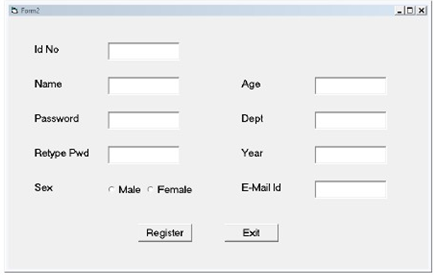 Form2
Id No
Name Age
Password Dept
Retype Pwd Year
Sex Male Female E-Mail Id
Register Exit